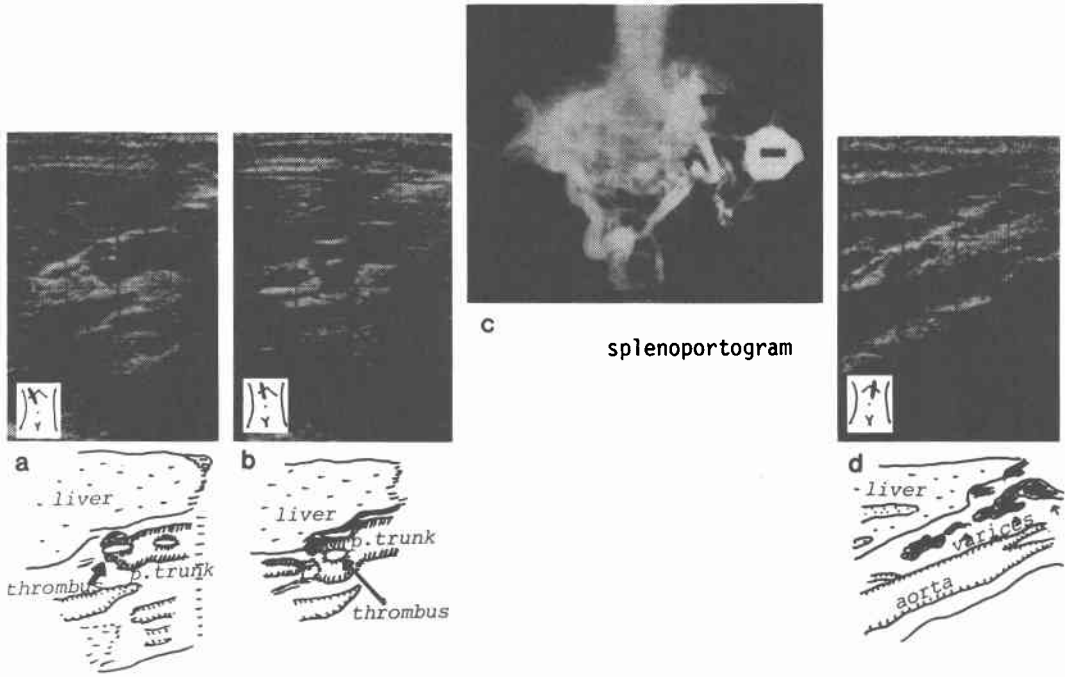 c
splenoportogram
a
liver
p.trunk
thrombus
b
liver
p.trunk
thrombus
d
liver
varices
aorta